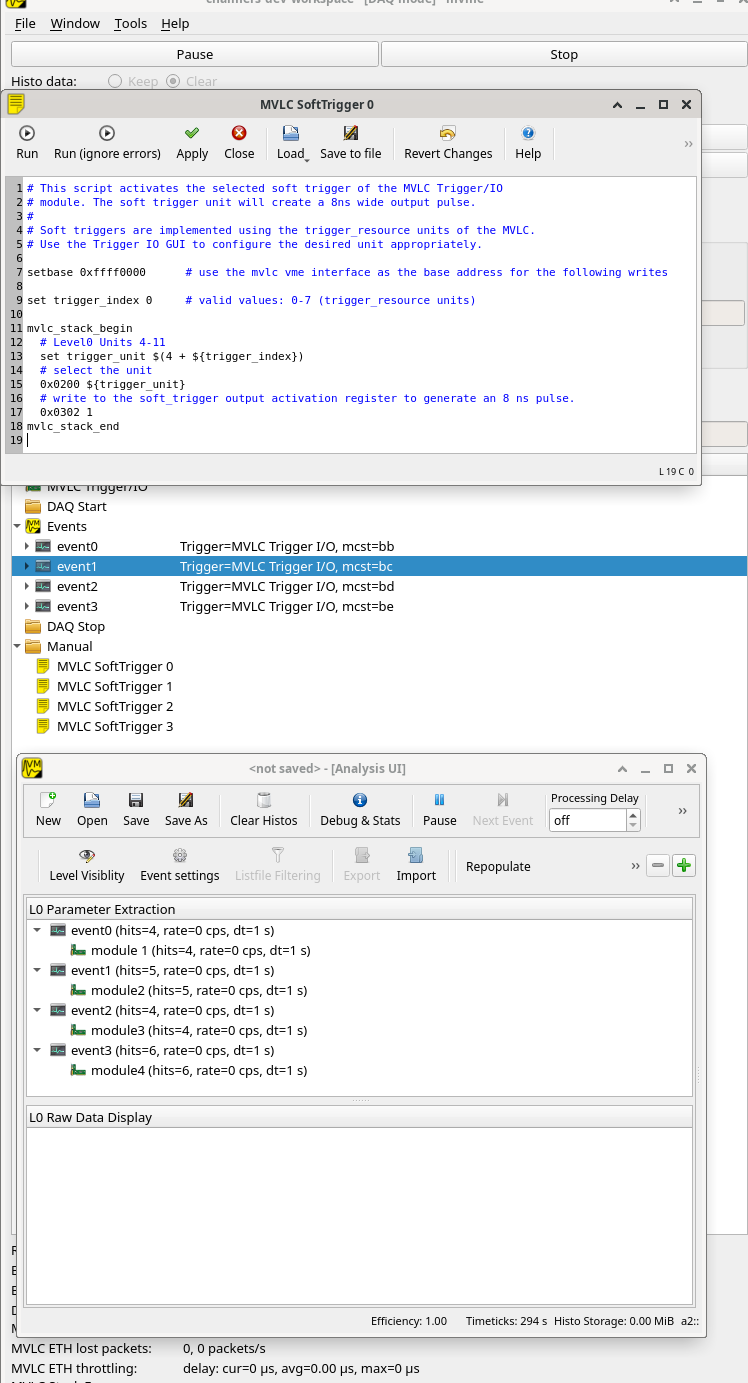 File Window Tools Help
Pause Stop
Histo data: Keep Clear
MVLC SoftTrigger 0
Run Run (ignore errors) Apply Close Load Save to file Revert Changes Help
1 # This script activates the selected soft trigger of the MVLC Trigger/IO
2 # module. The soft trigger unit will create a 8ns wide output pulse.
3 #
4 # Soft triggers are implemented using the trigger_resource units of the MVLC.
5 # Use the Trigger IO GUI to configure the desired unit appropriately.
6
7 setbase 0xffff0000 # use the mvlc vme interface as the base address for the following writes
8
9 set trigger_index 0 # valid values: 0-7 (trigger_resource units)
10
11 mvlc_stack_begin
12 # Level0 Units 4-11
13 set trigger_unit $(4 + ${trigger_index})
14 # select the unit
15 0x0200 ${trigger_unit}
16 # write to the soft_trigger output activation register to generate an 8 ns pulse.
17 0x0302 1
18 mvlc_stack_end
19
L 19 C 0
MVLC Trigger/IO
DAQ Start
Events
event0 Trigger=MVLC Trigger I/O, mcst=bb
event1 Trigger=MVLC Trigger I/O, mcst=bc
event2 Trigger=MVLC Trigger I/O, mcst=bd
event3 Trigger=MVLC Trigger I/O, mcst=be
DAQ Stop
Manual
MVLC SoftTrigger 0
MVLC SoftTrigger 1
MVLC SoftTrigger 2
MVLC SoftTrigger 3
<not saved> - [Analysis UI]
New Open Save Save As Clear Histos Debug & Stats Pause Next Event Processing Delay
off
Level Visiblity Event settings Listfile Filtering Export Import Repopulate
L0 Parameter Extraction
event0 (hits=4, rate=0 cps, dt=1 s)
module 1 (hits=4, rate=0 cps, dt=1 s)
event1 (hits=5, rate=0 cps, dt=1 s)
module2 (hits=5, rate=0 cps, dt=1 s)
event2 (hits=4, rate=0 cps, dt=1 s)
module3 (hits=4, rate=0 cps, dt=1 s)
event3 (hits=6, rate=0 cps, dt=1 s)
module4 (hits=6, rate=0 cps, dt=1 s)
L0 Raw Data Display
Efficiency: 1.00 Timeticks: 294 s Histo Storage: 0.00 MiB a2::
MVLC ETH lost packets: 0, 0 packets/s
MVLC ETH throttling: delay: cur=0 µs, avg=0.00 µs, max=0 µs